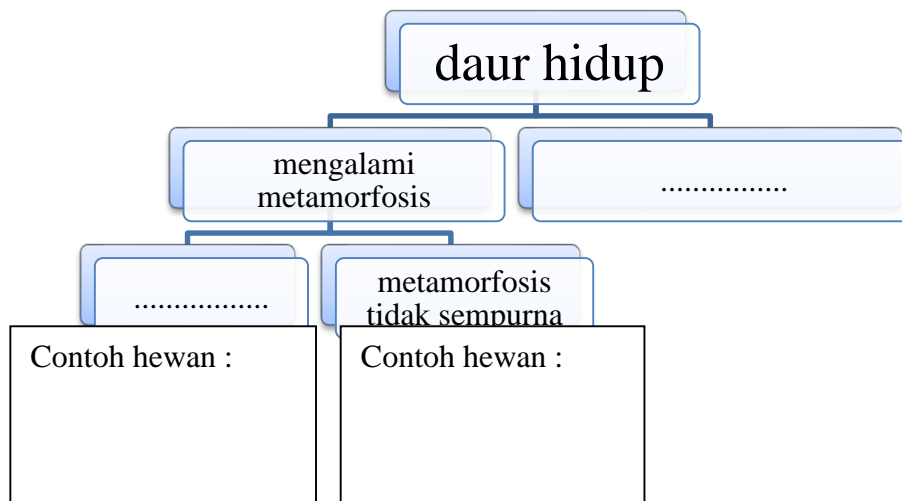 daur hidup
mengalami
metamorfosis
................
.................
metamorfosis
tidak sempurna
Contoh hewan :
Contoh hewan :